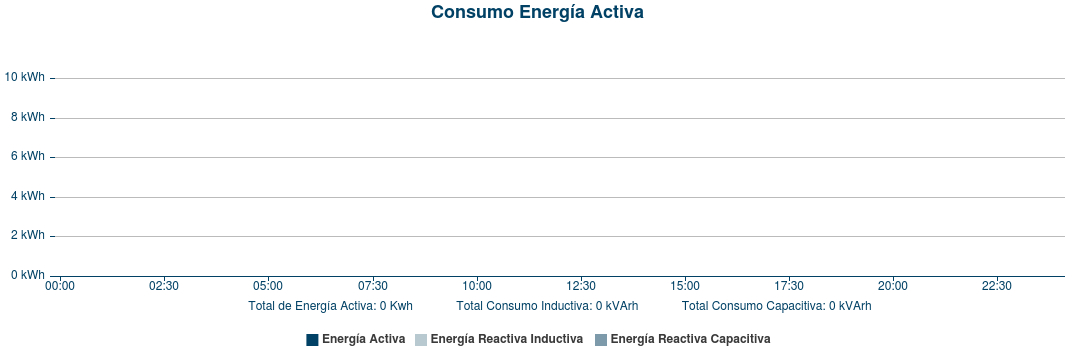 Consumo Energía Activa
10 kWh
8 kWh
6 kWh
4 kWh
2 kWh
0 kWh
00:00 02:30 05:00 07:30 10:00 12:30 15:00 17:30 20:00 22:30
Total de Energía Activa: 0 Kwh Total Consumo Inductiva: 0 kVArh Total Consumo Capacitiva: 0 kVArh
Energía Activa Energía Reactiva Inductiva Energía Reactiva Capacitiva